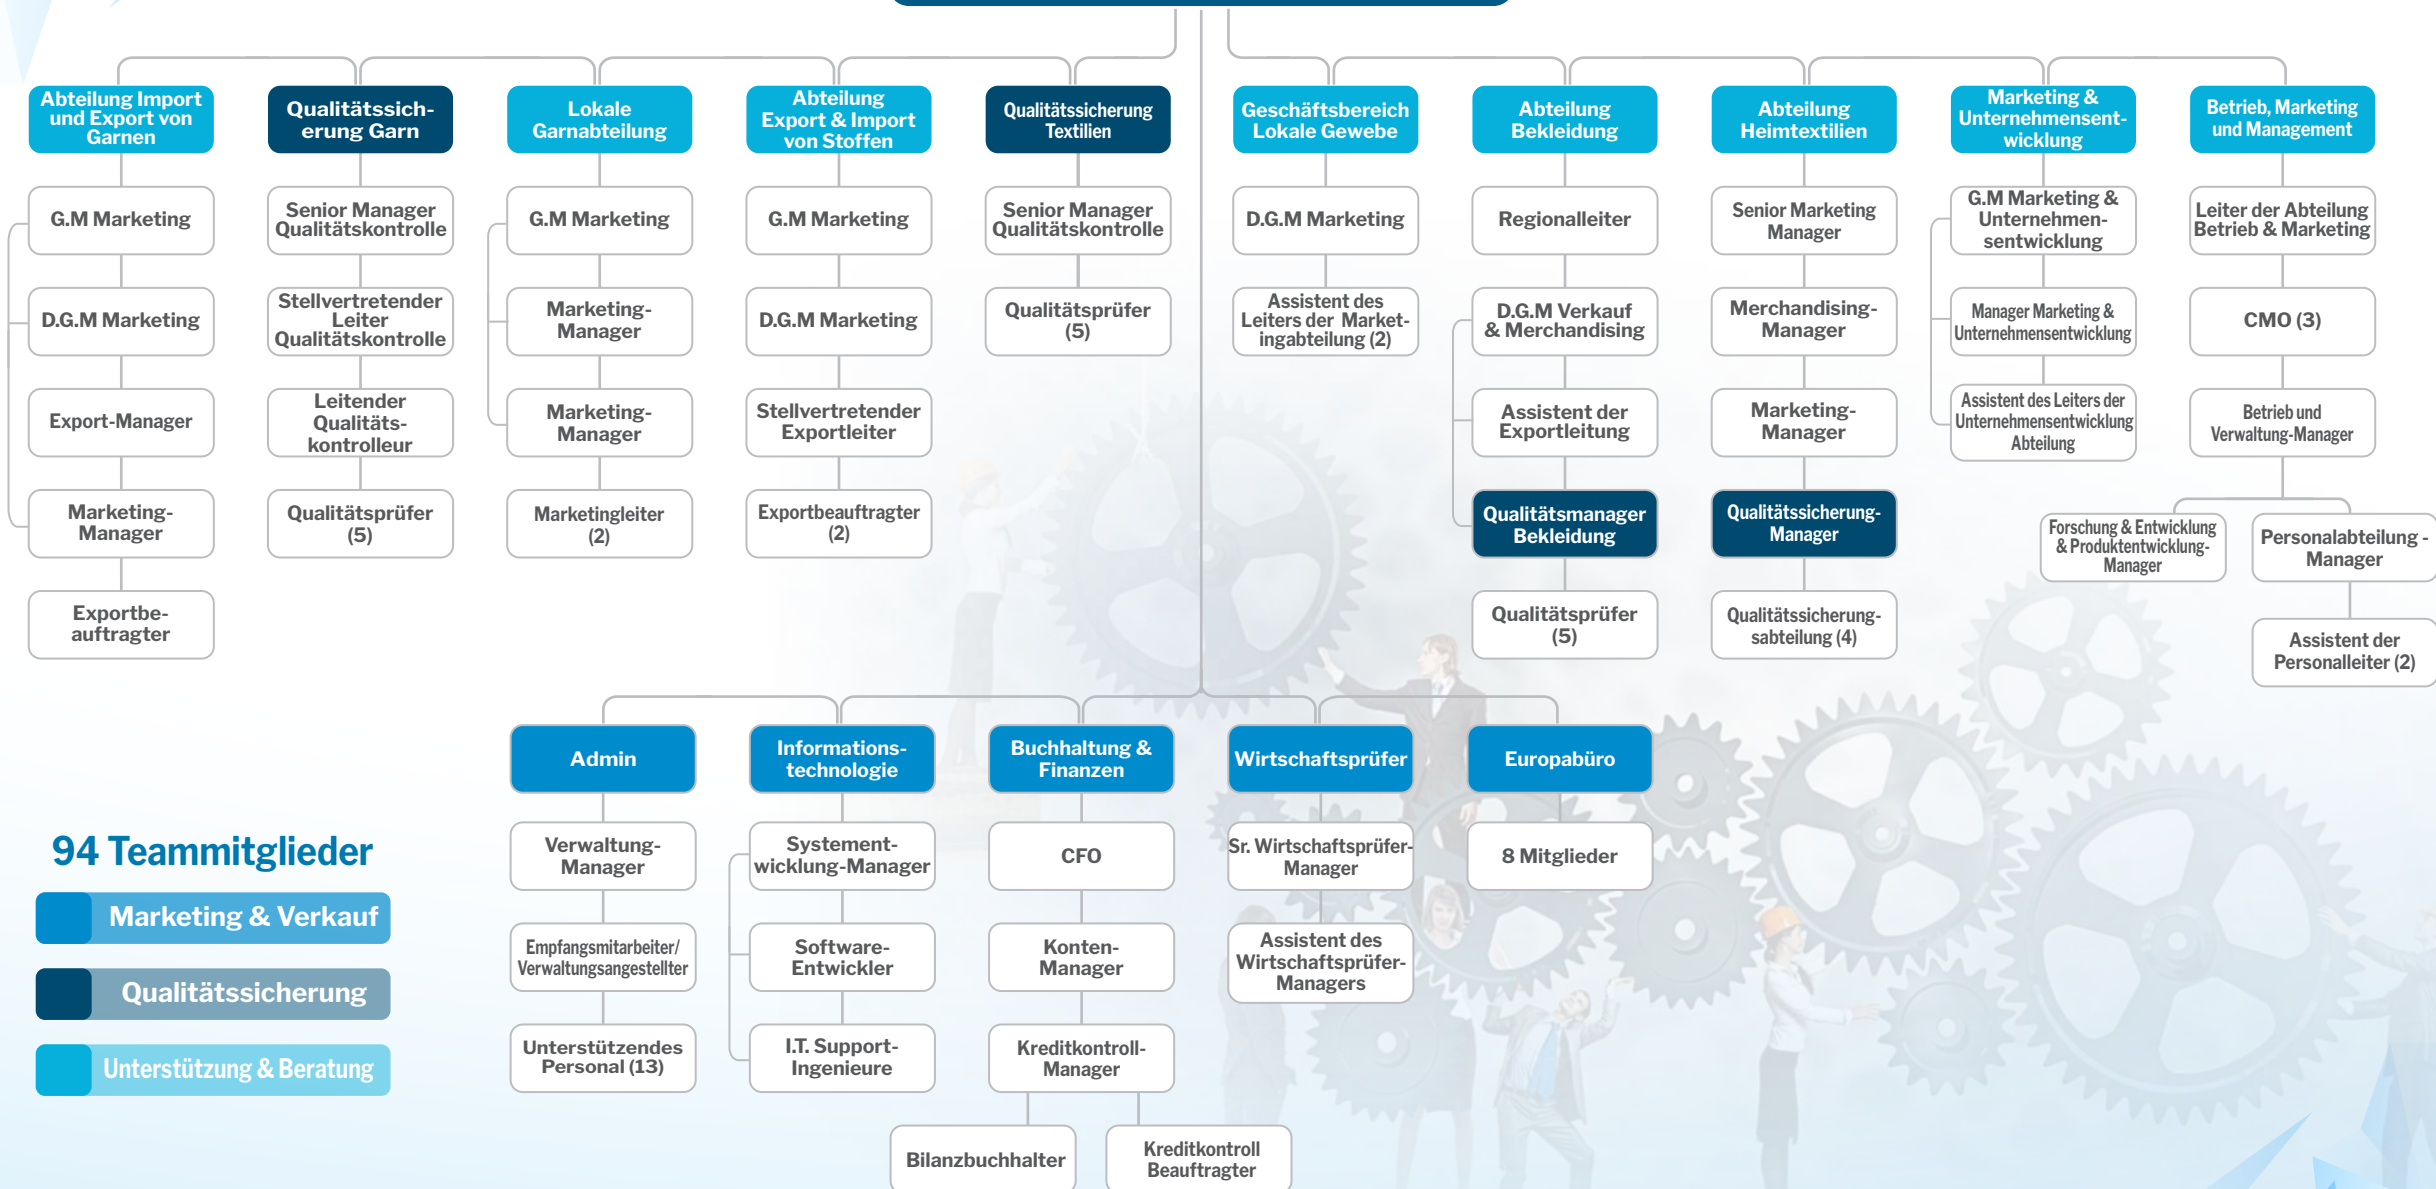 Abteilung Import
und Export von
Garnen
G.M Marketing
D.G.M Marketing
Export-Manager
Marketing-
Manager
Exportbe-
auftragter
Qualitätssich-
erung Garn
Senior Manager
Qualitätskontrolle
Stellvertretender
Leiter
Qualitätskontrolle
Leitender
Qualitäts-
kontrolleur
Qualitätsprüfer
(5)
Lokale
Garnabteilung
G.M Marketing
Marketing-
Manager
Marketing-
Manager
Marketingleiter
(2)
Abteilung
Export & Import
von Stoffen
G.M Marketing
D.G.M Marketing
Stellvertretender
Exportleiter
Exportbeauftragter
(2)
Qualitätssicherung
Textilien
Senior Manager
Qualitätskontrolle
Qualitätsprüfer
(5)
Geschäftsbereich
Lokale Gewebe
D.G.M Marketing
Assistent des
Leiters der Market-
ingabteilung (2)
Abteilung
Bekleidung
Regionalleiter
D.G.M Verkauf
& Merchandising
Assistent der
Exportleitung
Qualitätsmanager
Bekleidung
Qualitätsprüfer
(5)
Abteilung
Heimtextilien
Senior Marketing
Manager
Merchandising-
Manager
Marketing-
Manager
Qualitätssicherung-
Manager
Qualitätssicherung-
sabteilung (4)
Marketing &
Unternehmensent-
wicklung
G.M Marketing &
Unternehmen-
sentwicklung
Manager Marketing &
Unternehmensentwicklung
Assistent des Leiters der
Unternehmensentwicklung
Abteilung
Betrieb, Marketing
und Management
Leiter der Abteilung
Betrieb & Marketing
CMO (3)
Betrieb und
Verwaltung-Manager
Forschung & Entwicklung
& Produktentwicklung-
Manager
Personalabteilung -
Manager
Assistent der
Personalleiter (2)
Admin
Verwaltung-
Manager
Empfangsmitarbeiter/
Verwaltungsangestellter
Unterstützendes
Personal (13)
Informations-
technologie
Systement-
wicklung-Manager
Software-
Entwickler
I.T. Support-
Ingenieure
Buchhaltung &
Finanzen
CFO
Konten-
Manager
Kreditkontroll-
Manager
Bilanzbuchhalter
Kreditkontroll
Beauftragter
Wirtschaftsprüfer
Sr. Wirtschaftsprüfer-
Manager
Assistent des
Wirtschaftsprüfer-
Managers
Europabüro
8 Mitglieder
94 Teammitglieder
Marketing & Verkauf
Qualitätssicherung
Unterstützung & Beratung